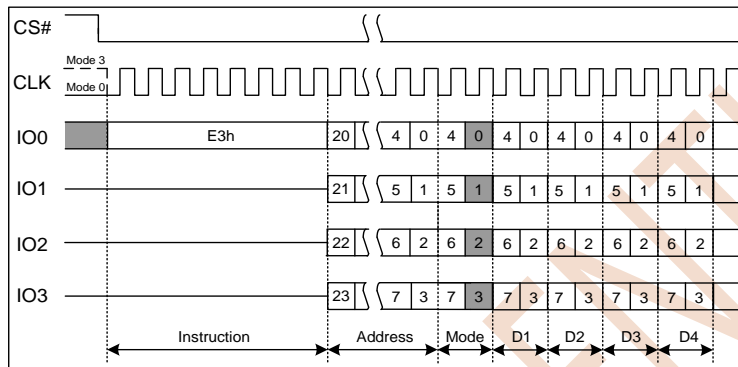 CS#
Mode 3
CLK
Mode 0
IO0 E3h 20 4 0 4 0 4 0 4 0 4 0 4 0
IO1 21 5 1 5 1 5 1 5 1 5 1 5 1
IO2 22 6 2 6 2 6 2 6 2 6 2 6 2
IO3 23 7 3 7 3 7 3 7 3 7 3 7 3
Instruction Address Mode D1 D2 D3 D4